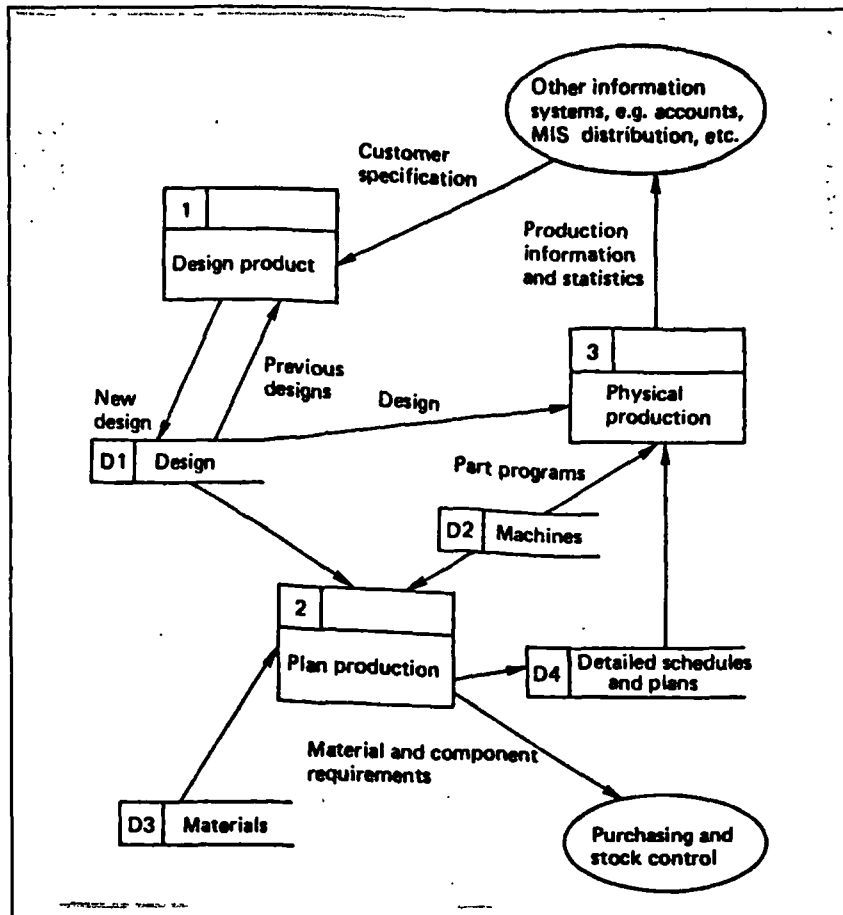 Other information
systems, e.g. accounts,
MIS distribution, etc.
Customer
specification
1
Design product
Production
information
and statistics
3
Physical
production
Previous
designs
New
design
Design
D1 Design
Part programs
D2 Machines
2
Plan production
D4 Detailed schedules
and plans
Material and component
requirements
D3 Materials
Purchasing and
stock control